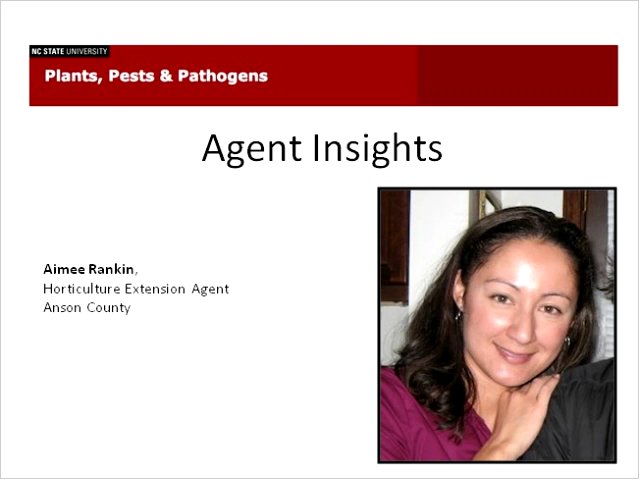 NC STATE UNIVERSITY
Plants, Pests & Pathogens
Agent Insights
Aimee Rankin,
Horticulture Extension Agent
Anson County